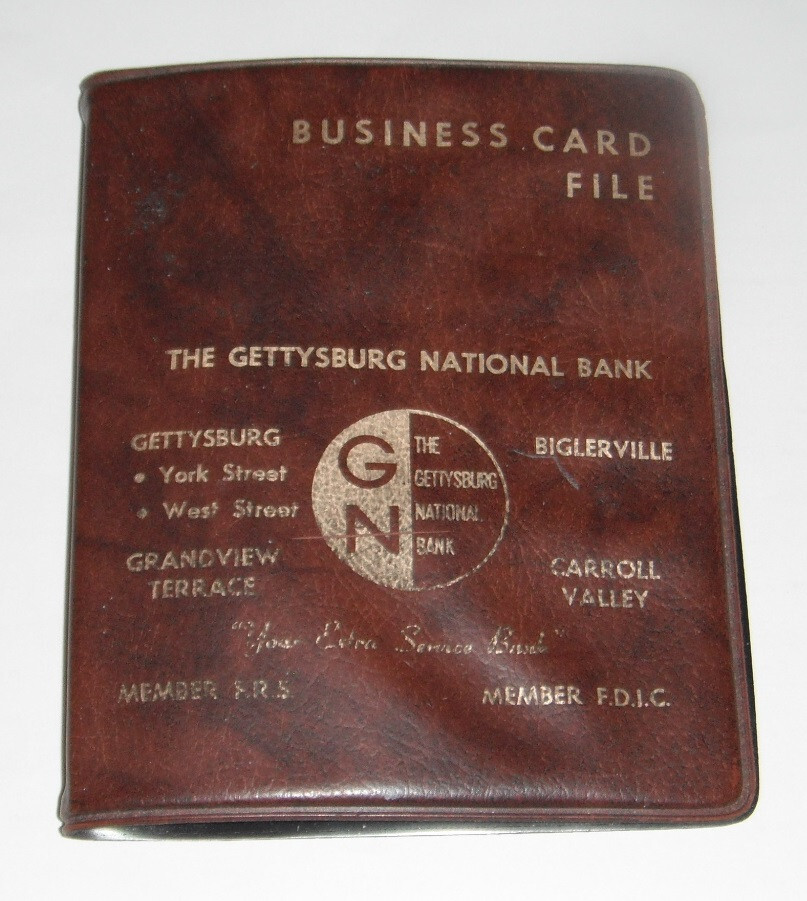 BUSINESS CARD
FILE
THE GETTYSBURG NATIONAL BANK
GETTYSBURG
• York Street
• West Street
GRANDVIEW
TERRACE
GN
THE
GETTYSBURG
NATIONAL
BANK
BIGLERVILLE
CARROLL
VALLEY
"Your Extra Service Bank"
MEMBER F.R.S.
MEMBER F.D.I.C.